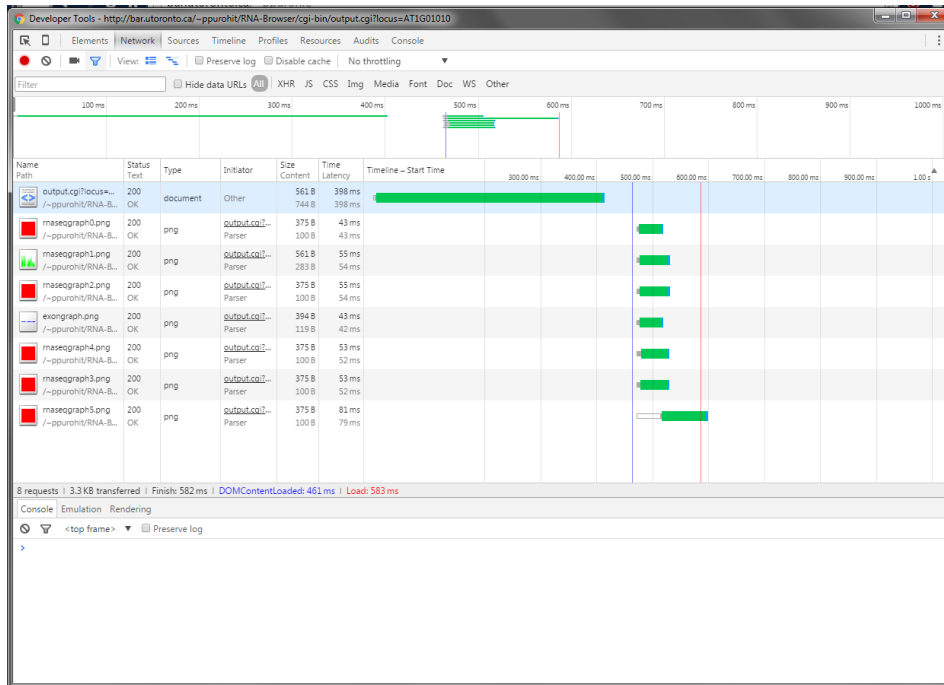 Developer Tools - http://bar.utoronto.ca/~ppurohit/RNA-Browser/cgi-bin/output.cgi?locus=AT1G01010
Elements Network Sources Timeline Profiles Resources Audits Console
View: Preserve log Disable cache No throttling
Filter Hide data URLs All XHR JS CSS Img Media Font Doc WS Other
100 ms 200 ms 300 ms 400 ms 500 ms 600 ms 700 ms 800 ms 900 ms 1000 ms
Name Status Type Initiator Size Time Timeline – Start Time
Path Text Content Latency 300.00 ms 400.00 ms 500.00 ms 600.00 ms 700.00 ms 800.00 ms 900.00 ms 1.00 s
output.cgi?locus=... 200 document Other 561 B 398 ms
/~ppurohit/RNA-B... OK 744 B 398 ms
rnaseqgraph0.png 200 png output.cgi?... 375 B 43 ms
/~ppurohit/RNA-B... OK Parser 100 B 43 ms
rnaseqgraph1.png 200 png output.cgi?... 561 B 55 ms
/~ppurohit/RNA-B... OK Parser 283 B 54 ms
rnaseqgraph2.png 200 png output.cgi?... 375 B 55 ms
/~ppurohit/RNA-B... OK Parser 100 B 54 ms
exongraph.png 200 png output.cgi?... 394 B 43 ms
/~ppurohit/RNA-B... OK Parser 119 B 42 ms
rnaseqgraph4.png 200 png output.cgi?... 375 B 53 ms
/~ppurohit/RNA-B... OK Parser 100 B 52 ms
rnaseqgraph3.png 200 png output.cgi?... 375 B 53 ms
/~ppurohit/RNA-B... OK Parser 100 B 52 ms
rnaseqgraph5.png 200 png output.cgi?... 375 B 81 ms
/~ppurohit/RNA-B... OK Parser 100 B 79 ms
8 requests | 3.3 KB transferred | Finish: 582 ms | DOMContentLoaded: 461 ms | Load: 583 ms
Console Emulation Rendering
<top frame> Preserve log